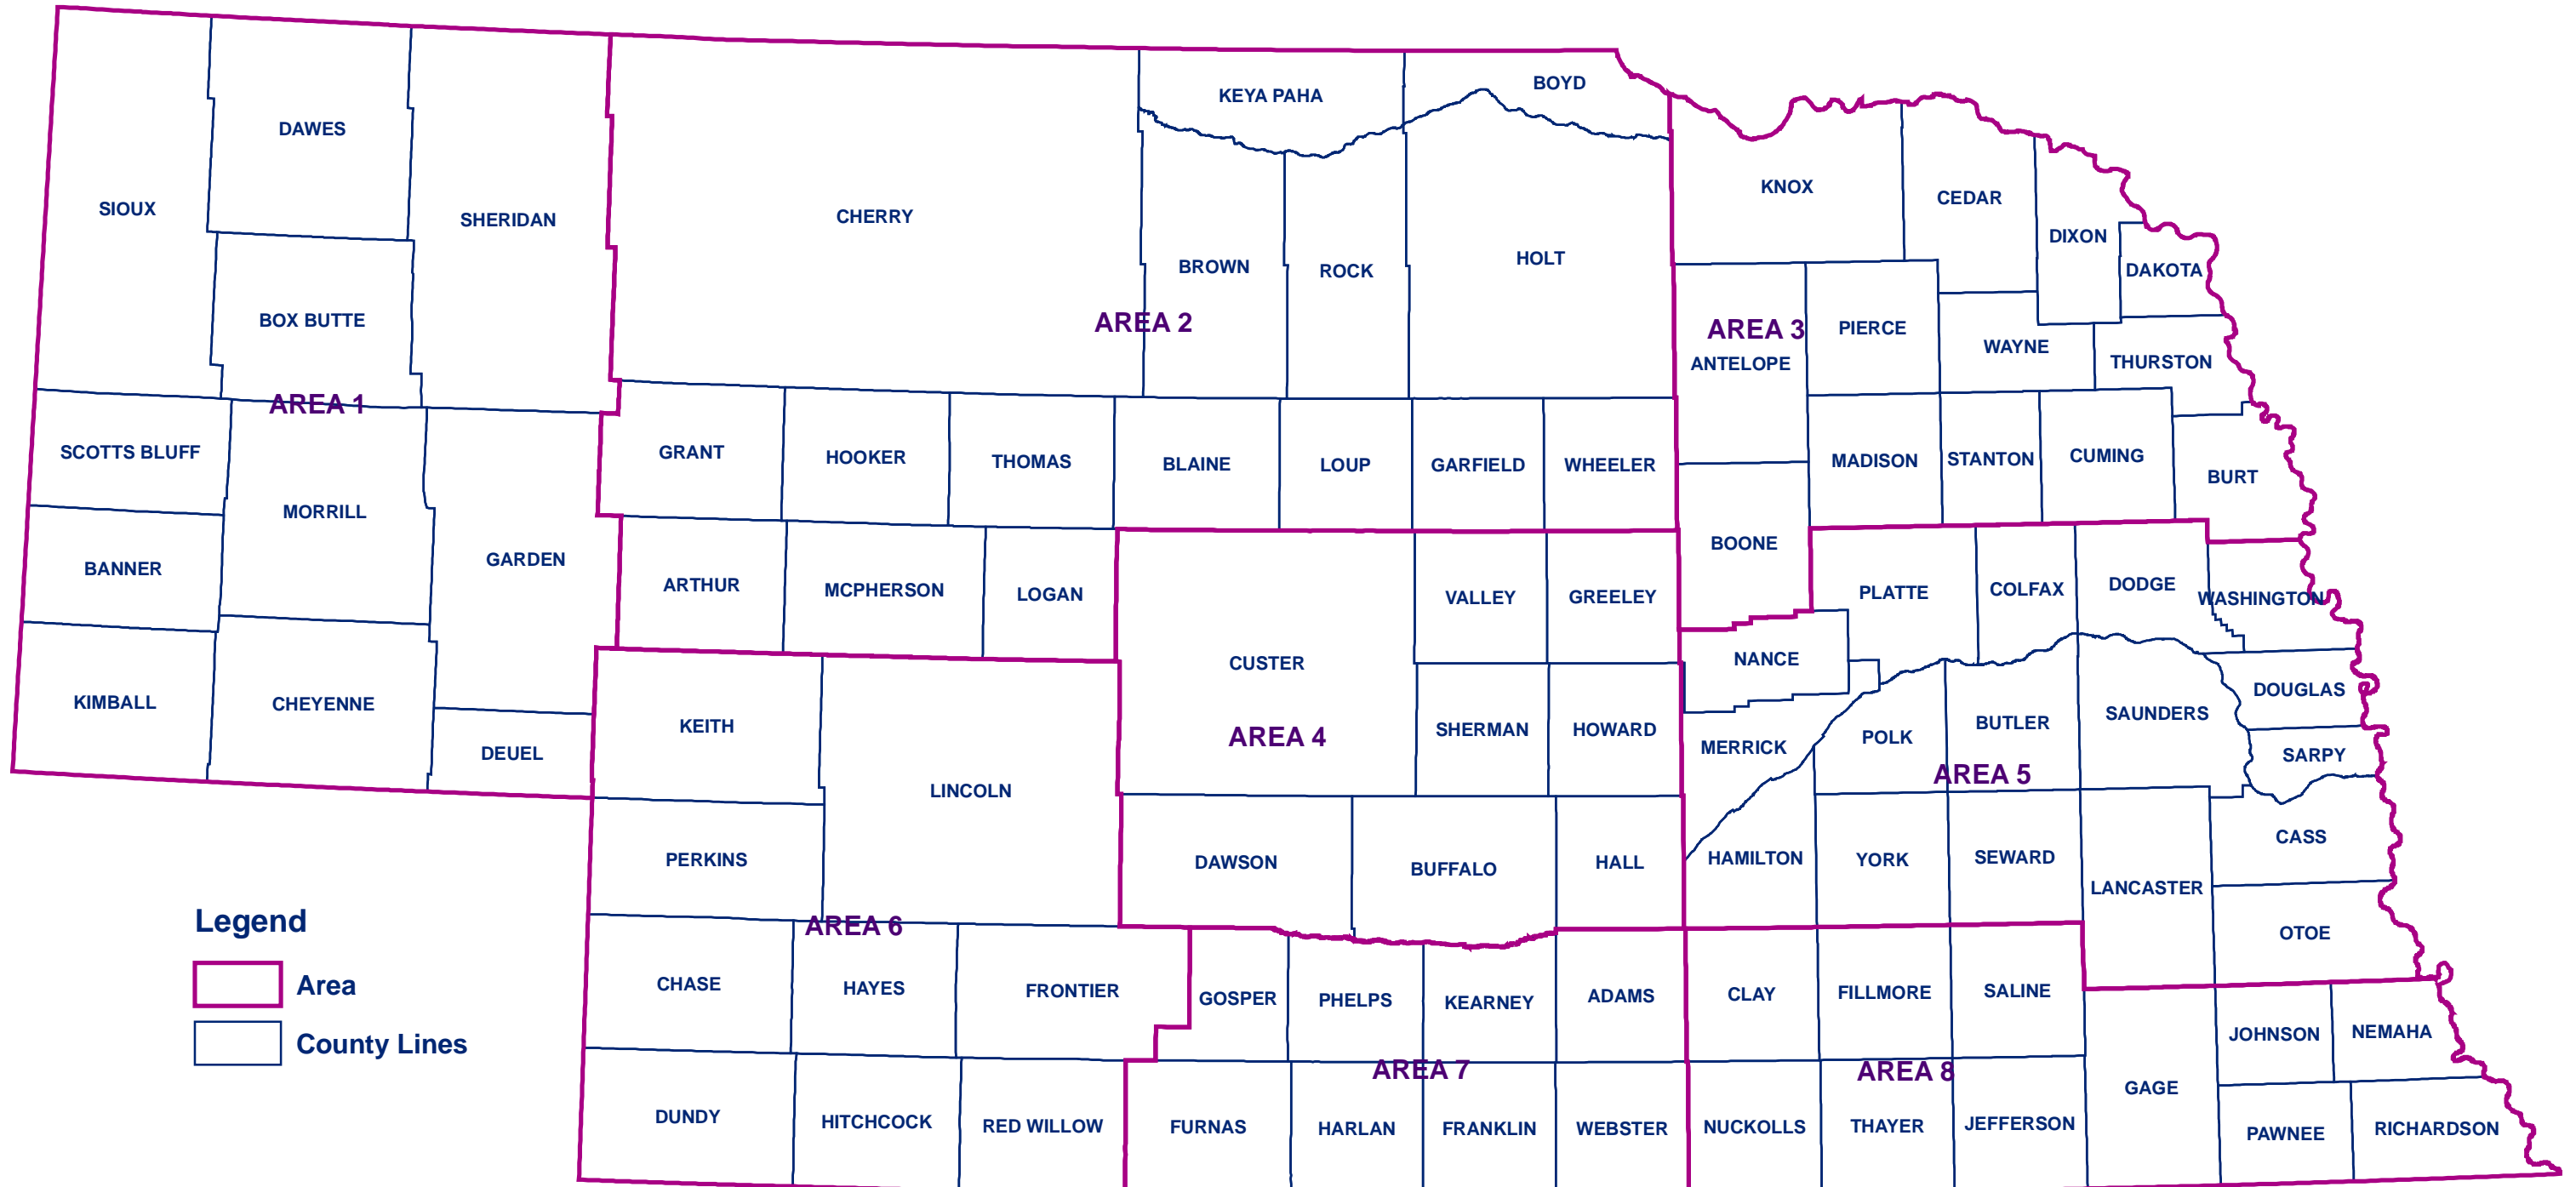 BOYD
KEYA PAHA
DAWES
KNOX
CEDAR
SIOUX
CHERRY
SHERIDAN
DIXON
HOLT
BROWN
ROCK
DAKOTA
BOX BUTTE
AREA 2
AREA 3
PIERCE
WAYNE
THURSTON
ANTELOPE
AREA 1
SCOTTS BLUFF
GRANT
HOOKER
THOMAS
BLAINE
LOUP
GARFIELD
WHEELER
MADISON
STANTON
CUMING
BURT
MORRILL
BOONE
GARDEN
BANNER
ARTHUR
MCPHERSON
LOGAN
VALLEY
GREELEY
PLATTE
COLFAX
DODGE
WASHINGTON
CUSTER
NANCE
DOUGLAS
KIMBALL
CHEYENNE
KEITH
SHERMAN
HOWARD
MERRICK
POLK
BUTLER
SAUNDERS
AREA 4
DEUEL
SARPY
AREA 5
LINCOLN
CASS
PERKINS
DAWSON
BUFFALO
HALL
HAMILTON
YORK
SEWARD
LANCASTER
Legend
AREA 6
OTOE
Area
CHASE
HAYES
FRONTIER
GOSPER
PHELPS
KEARNEY
ADAMS
CLAY
FILLMORE
SALINE
County Lines
JOHNSON
NEMAHA
AREA 7
AREA 8
GAGE
DUNDY
HITCHCOCK
RED WILLOW
FURNAS
HARLAN
FRANKLIN
WEBSTER
NUCKOLLS
THAYER
JEFFERSON
PAWNEE
RICHARDSON